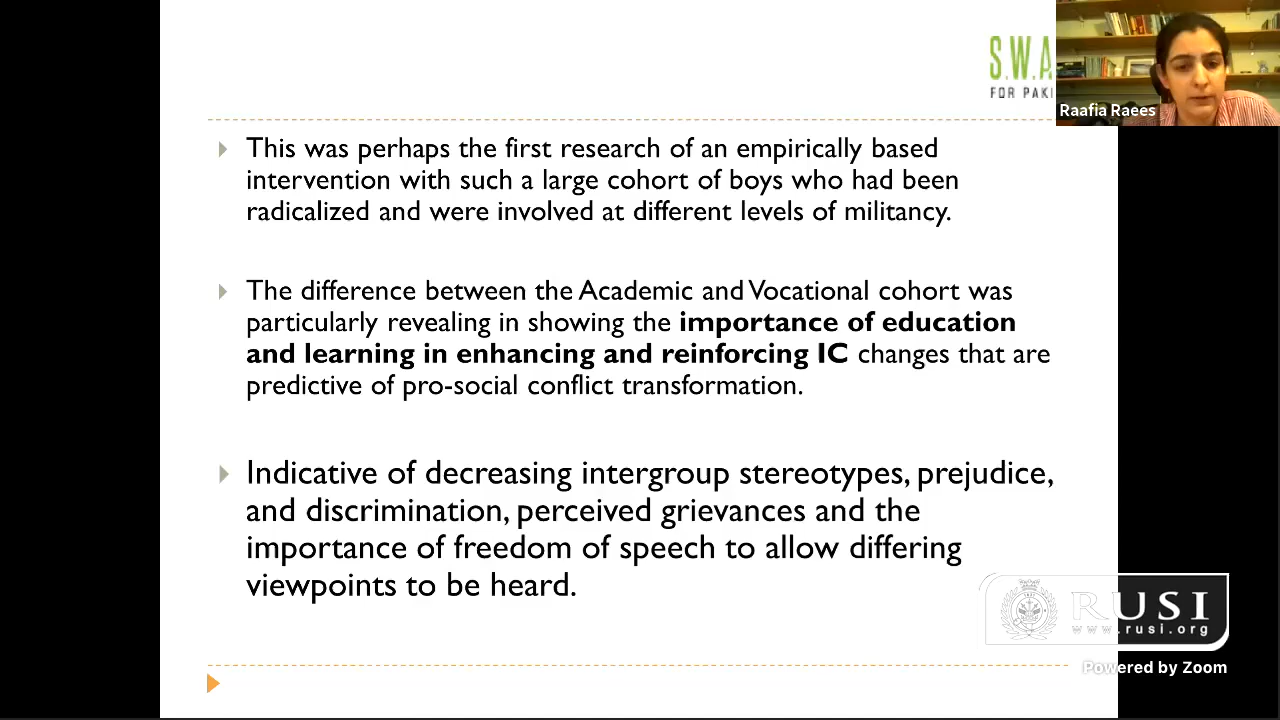 S.W.A
FOR PAKI
Raafia Raees
This was perhaps the first research of an empirically based
intervention with such a large cohort of boys who had been
radicalized and were involved at different levels of militancy.
The difference between the Academic and Vocational cohort was
particularly revealing in showing the importance of education
and learning in enhancing and reinforcing IC changes that are
predictive of pro-social conflict transformation.
Indicative of decreasing intergroup stereotypes, prejudice,
and discrimination, perceived grievances and the
importance of freedom of speech to allow differing
viewpoints to be heard.
RUSI
www.rusi.org
Powered by Zoom